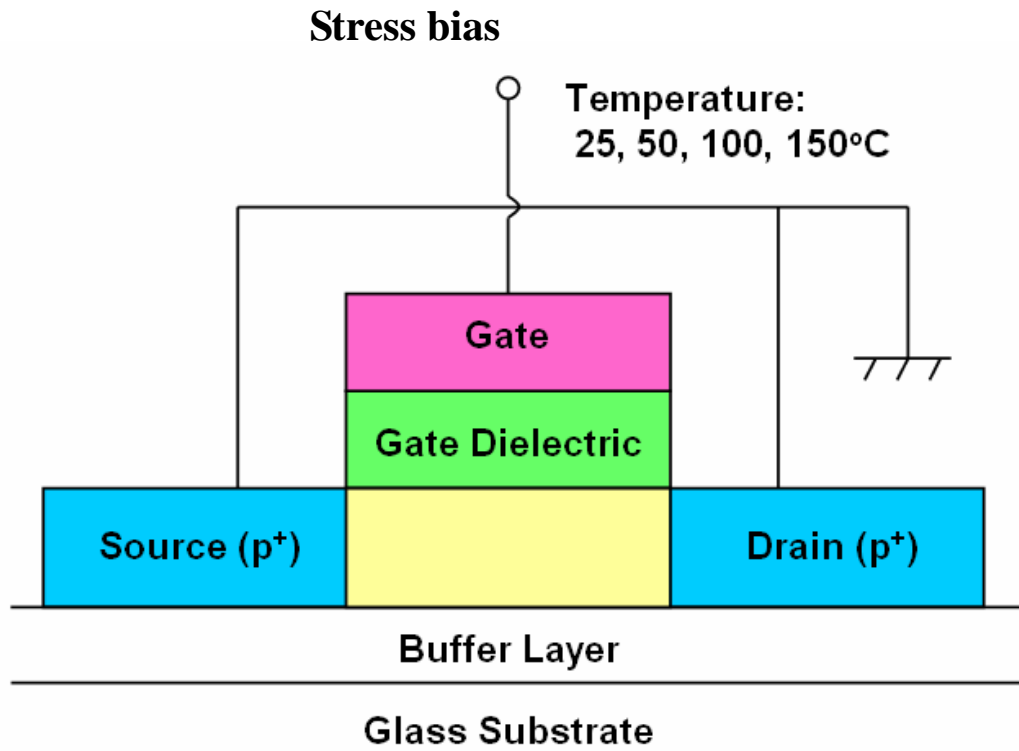 Stress bias
Temperature:
25, 50, 100, 150°C
Gate
Gate Dielectric
Source (p⁺)
Drain (p⁺)
Buffer Layer
Glass Substrate